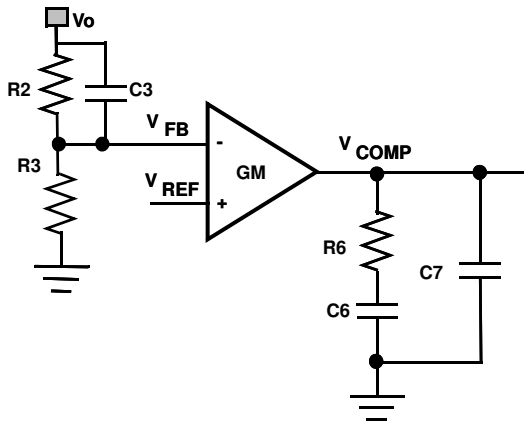 Vo
R2
C3
V FB
R3
V REF
-
GM
+
V COMP
R6
C7
C6